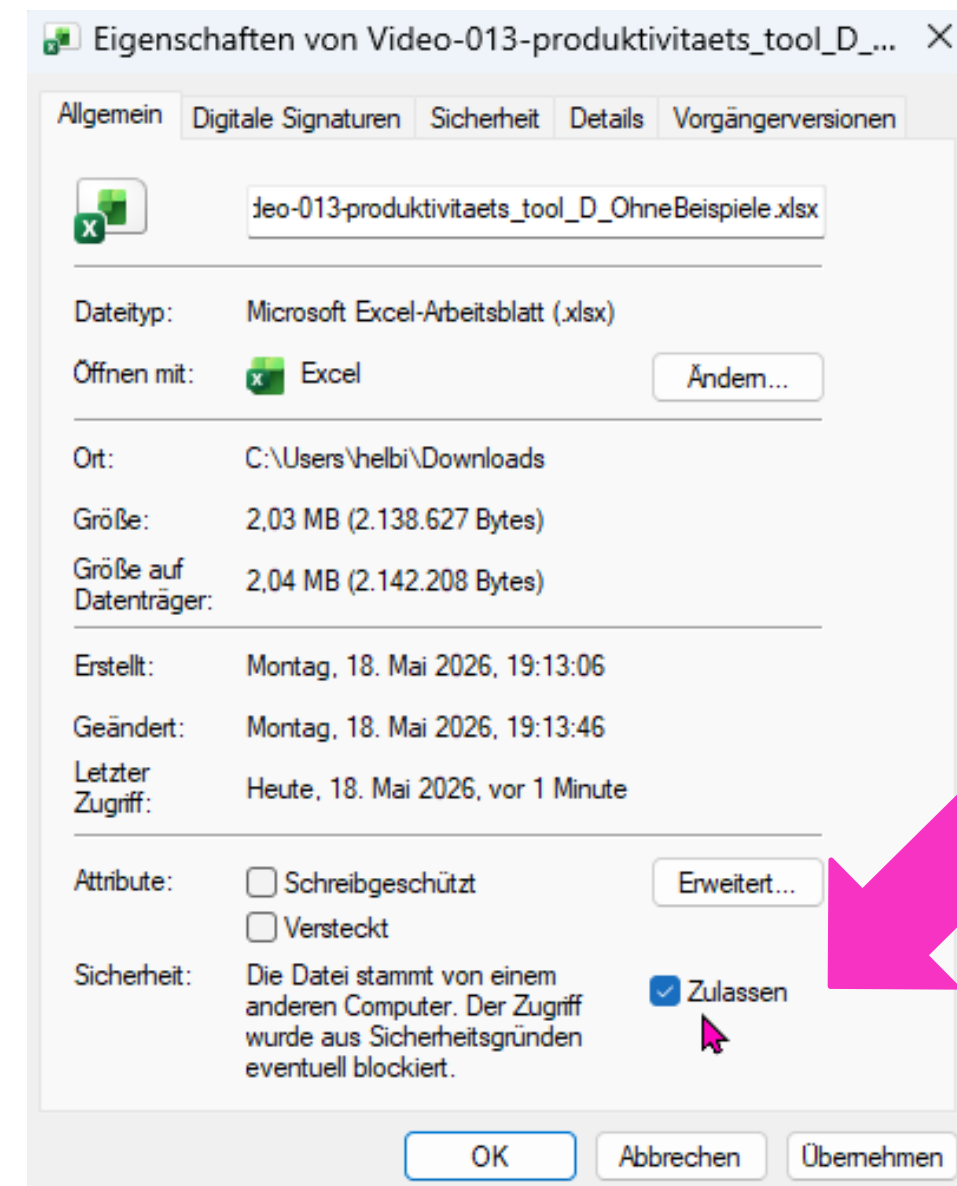 Eigenschaften von Video-013-produktivitaets_tool_D_...
Allgemein Digitale Signaturen Sicherheit Details Vorgängerversionen
deo-013-produktivitaets_tool_D_OhneBeispiele.xlsx
Dateityp: Microsoft Excel-Arbeitsblatt (.xlsx)
Öffnen mit: Excel Ändern...
Ort: C:\Users\helbi\Downloads
Größe: 2,03 MB (2.138.627 Bytes)
Größe auf
Datenträger: 2,04 MB (2.142.208 Bytes)
Erstellt: Montag, 18. Mai 2026, 19:13:06
Geändert: Montag, 18. Mai 2026, 19:13:46
Letzter
Zugriff: Heute, 18. Mai 2026, vor 1 Minute
Attribute: Schreibgeschützt Erweitert...
Versteckt
Sicherheit: Die Datei stammt von einem
anderen Computer. Der Zugriff
wurde aus Sicherheitsgründen
eventuell blockiert.
Zulassen
OK Abbrechen Übernehmen